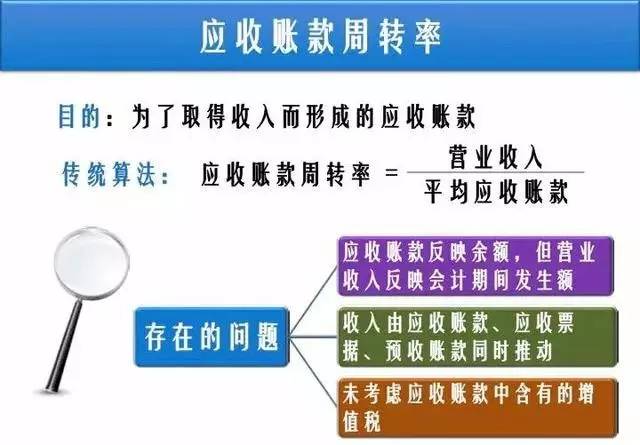 应收账款周转率
目的：为了取得收入而形成的应收账款
传统算法： 应收账款周转率 = 营业收入
平均应收账款
应收账款反映余额，但营业
收入反映会计期间发生额
存在的问题
收入由应收账款、应收票
据、预收账款同时推动
未考虑应收账款中含有的增
值税